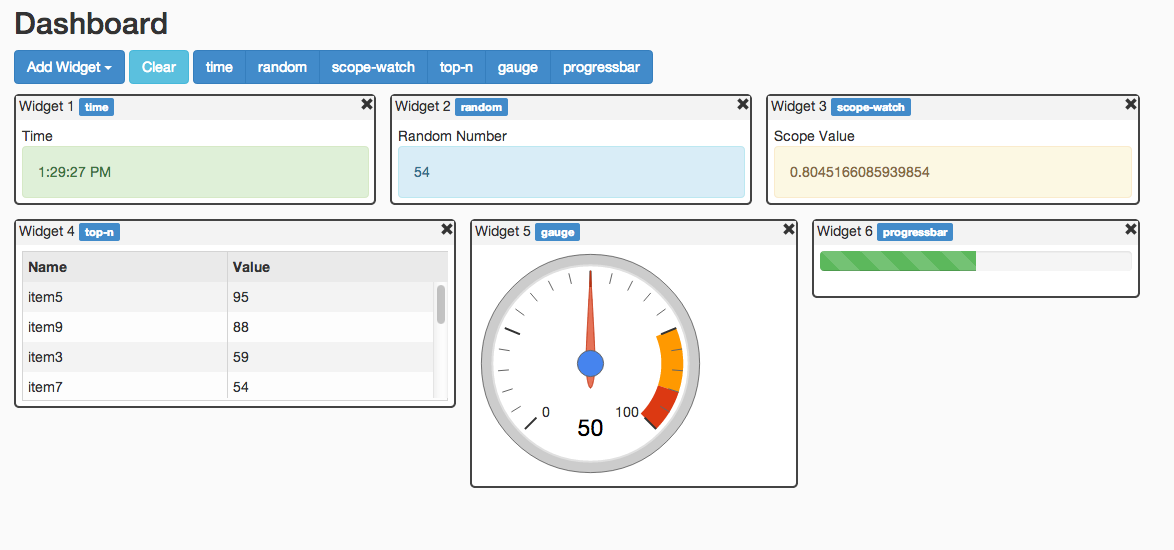 Dashboard
Add Widget Clear time random scope-watch top-n gauge progressbar
Widget 1 time
Time
1:29:27 PM
Widget 2 random
Random Number
54
Widget 3 scope-watch
Scope Value
0.8045166085939854
Widget 4 top-n
Name Value
item5 95
item9 88
item3 59
item7 54
Widget 5 gauge
0 100
50
Widget 6 progressbar